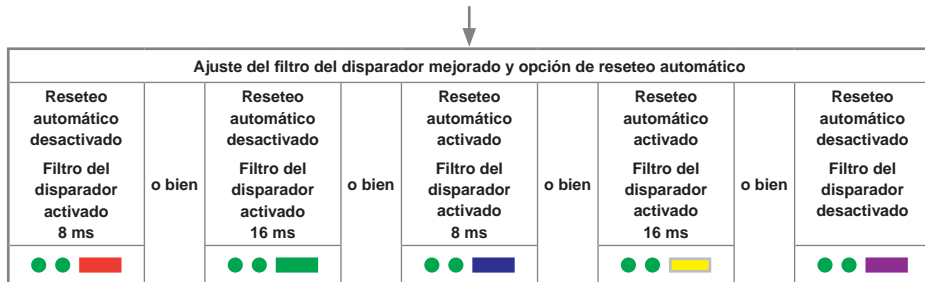 Ajuste del filtro del disparador mejorado y opción de reseteo automático
Reseteo
automático
desactivado
Filtro del
disparador
activado
8 ms
o bien
Reseteo
automático
desactivado
Filtro del
disparador
activado
16 ms
o bien
Reseteo
automático
activado
Filtro del
disparador
activado
8 ms
o bien
Reseteo
automático
activado
Filtro del
disparador
activado
16 ms
o bien
Reseteo
automático
desactivado
Filtro del
disparador
desactivado